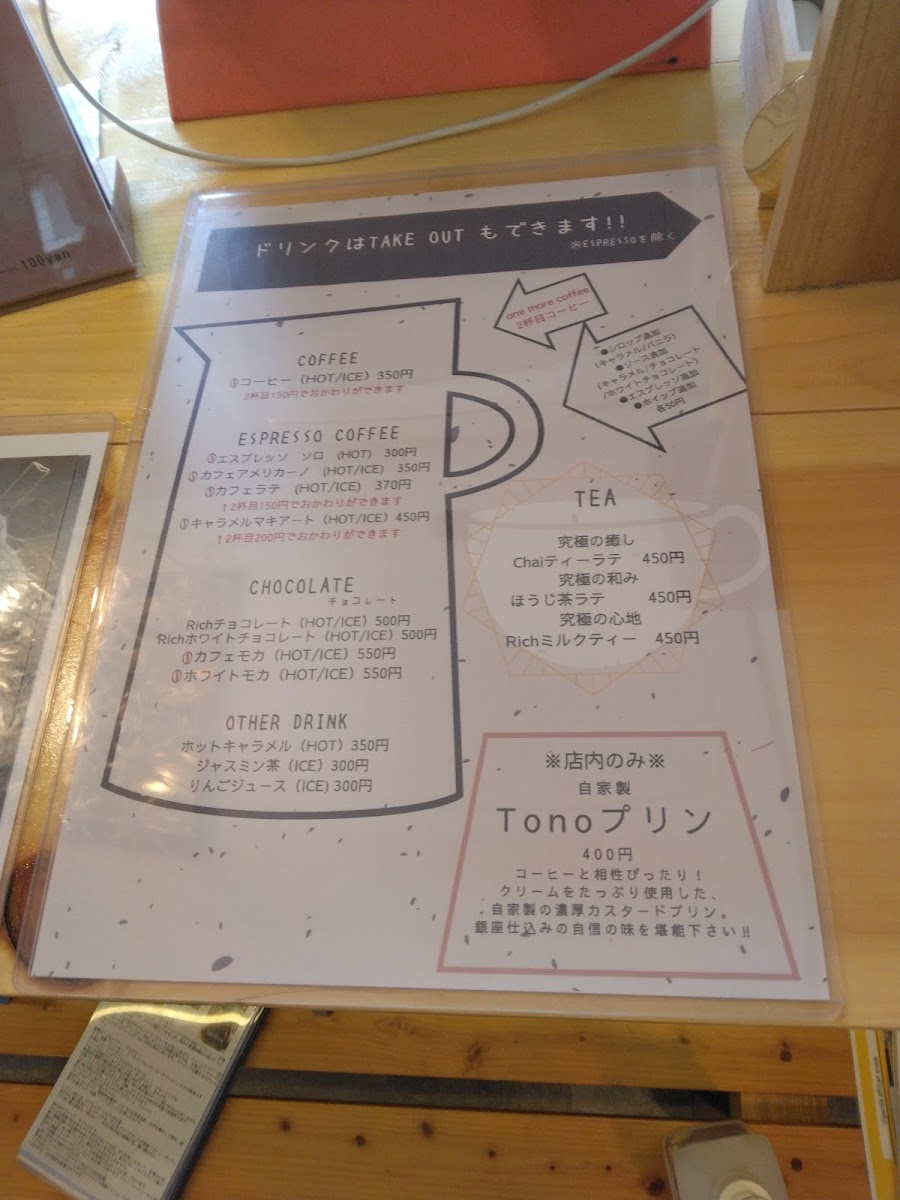 100yen
ドリンクはTAKE OUT もできます!!
※ESPRESSOを除く
one more coffee
2杯目コーヒー
●シロップ追加
(キャラメル/バニラ)
●ソース追加
(キャラメル/チョコレート
/ホワイトチョコレート)
●エスプレッソ追加
●ホイップ追加
各50円
COFFEE
コーヒー（HOT/ICE）350円
2杯目150円でおかわりができます
ESPRESSO COFFEE
エスプレッソ ソロ （HOT） 300円
カフェアメリカーノ （HOT/ICE） 350円
カフェラテ （HOT/ICE） 370円
↑2杯目150円でおかわりができます
キャラメルマキアート（HOT/ICE）450円
↑2杯目200円でおかわりができます
CHOCOLATE
チョコレート
Richチョコレート（HOT/ICE）500円
Richホワイトチョコレート（HOT/ICE）500円
カフェモカ（HOT/ICE）550円
ホワイトモカ（HOT/ICE）550円
OTHER DRINK
ホットキャラメル（HOT）350円
ジャスミン茶（ICE）300円
りんごジュース（ICE）300円
TEA
究極の癒し
Chaiティーラテ 450円
究極の和み
ほうじ茶ラテ 450円
究極の心地
Richミルクティー 450円
※店内のみ※
自家製
Tonoプリン
400円
コーヒーと相性ぴったり！
クリームをたっぷり使用した、
自家製の濃厚カスタードプリン。
銀座仕込みの自信の味を堪能下さい!!